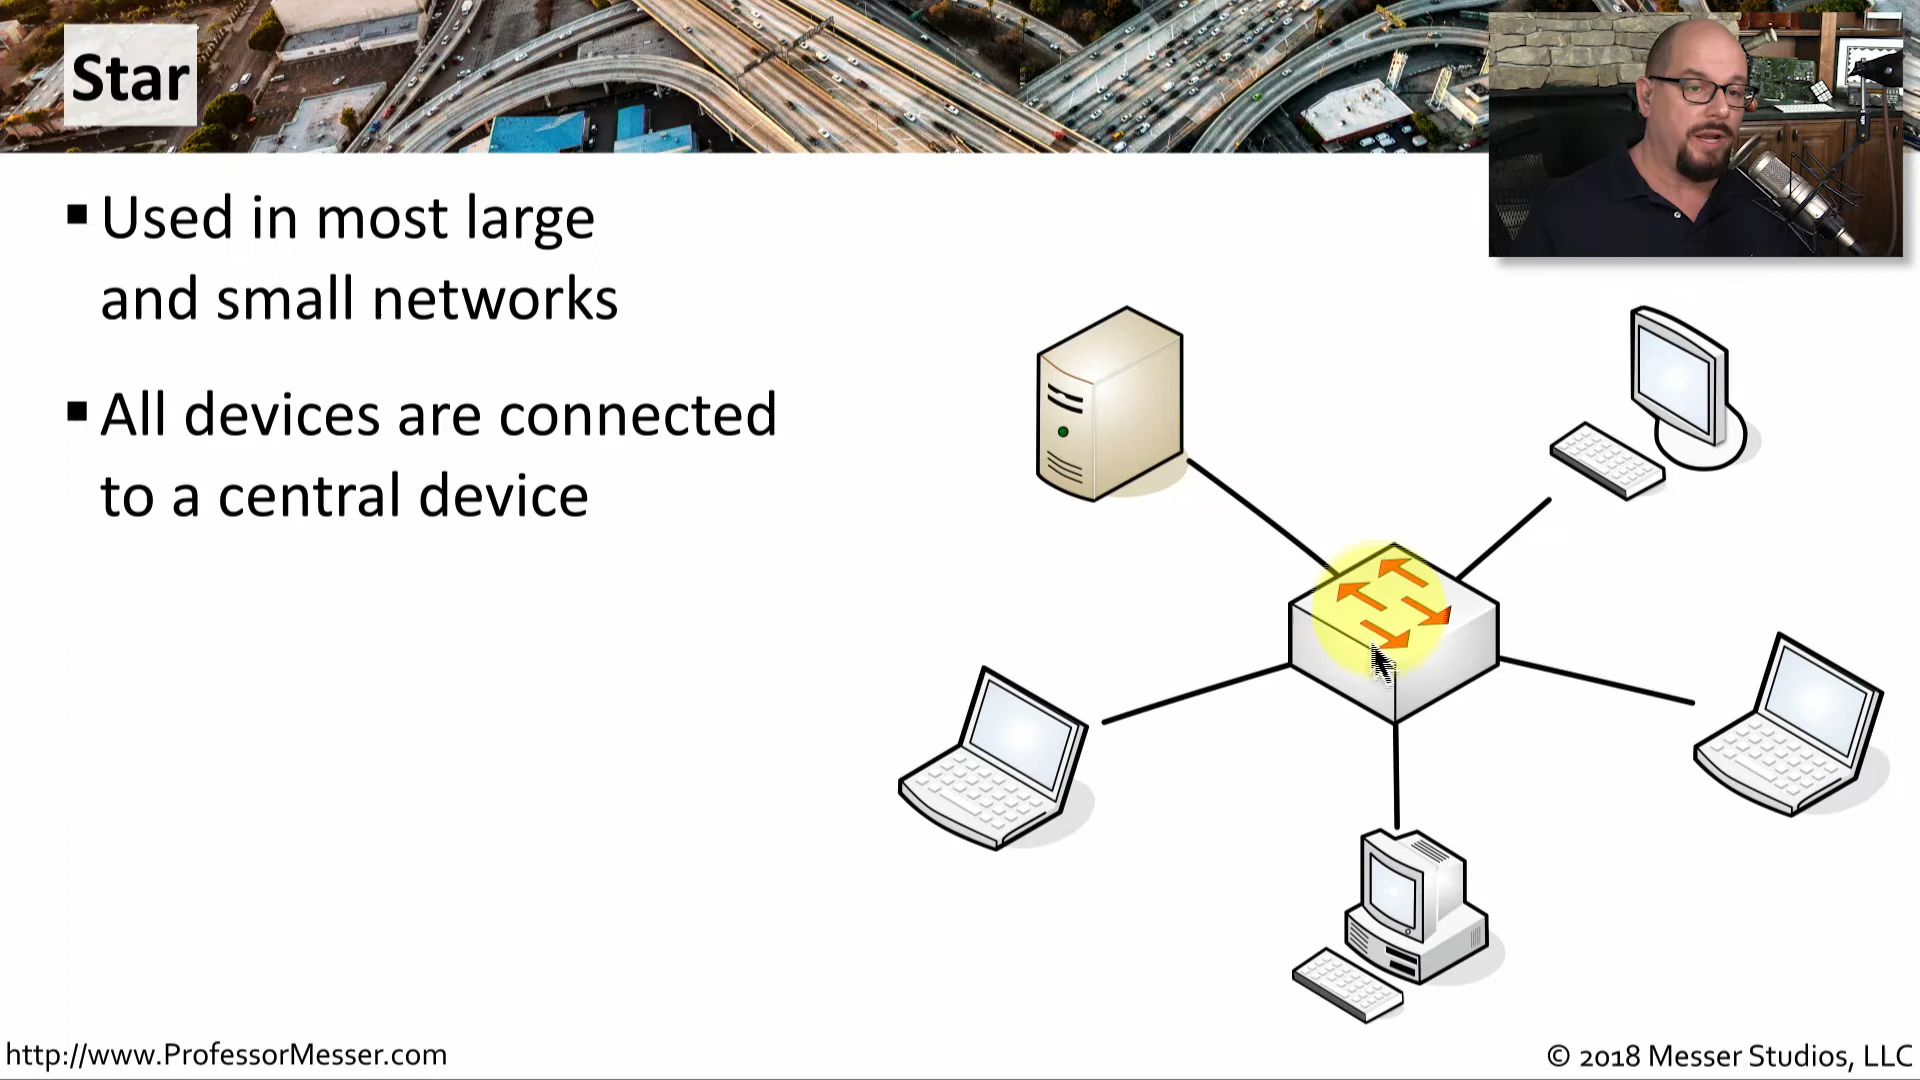 Star
▪ Used in most large
and small networks
▪ All devices are connected
to a central device
http://www.ProfessorMesser.com
© 2018 Messer Studios, LLC